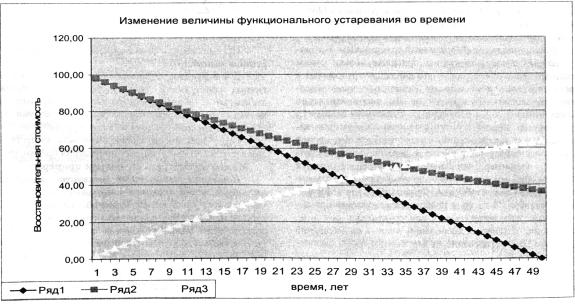 Изменение величины функционального устаревания во времени
120,00
100,00
80,00
60,00
40,00
20,00
0,00
Восстановительная стоимость
1 3 5 7 9 11 13 15 17 19 21 23 25 27 29 31 33 35 37 39 41 43 45 47 49
время, лет
Ряд1 Ряд2 Ряд3